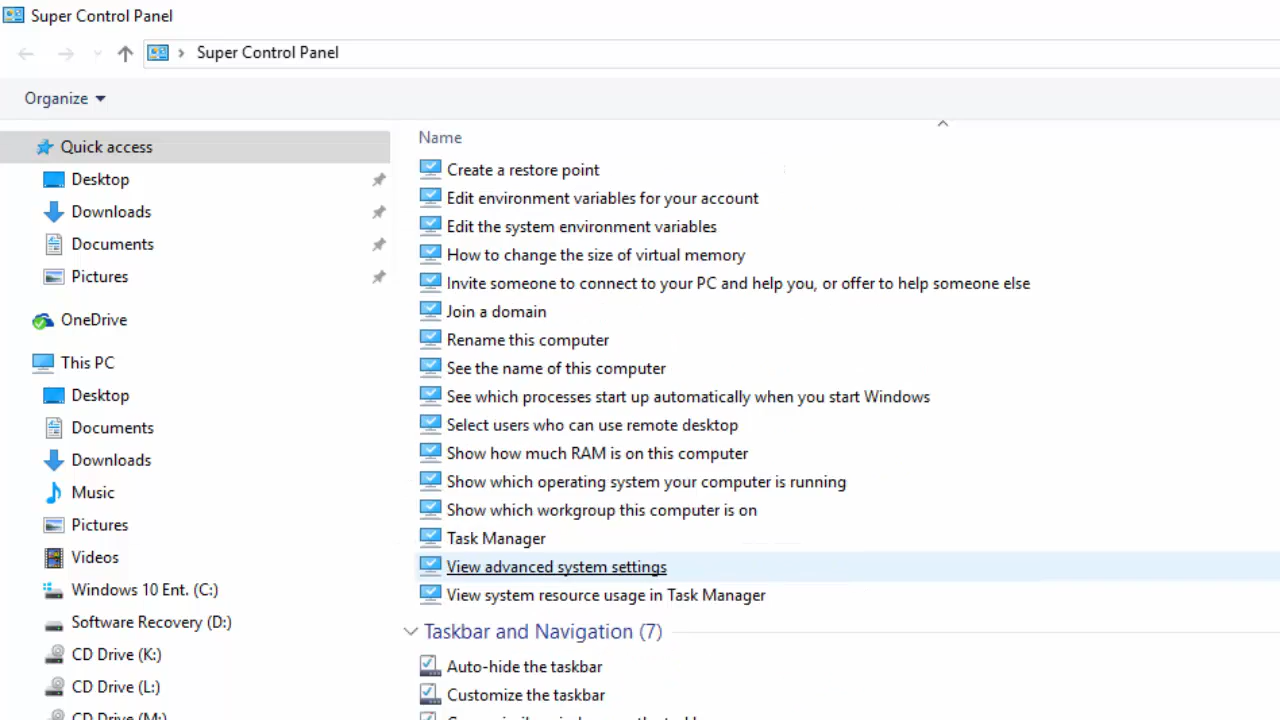 Super Control Panel
Super Control Panel
Organize
Quick access
Desktop
Downloads
Documents
Pictures
OneDrive
This PC
Desktop
Documents
Downloads
Music
Pictures
Videos
Windows 10 Ent. (C:)
Software Recovery (D:)
CD Drive (K:)
CD Drive (L:)
CD Drive (M:)
Name
Create a restore point
Edit environment variables for your account
Edit the system environment variables
How to change the size of virtual memory
Invite someone to connect to your PC and help you, or offer to help someone else
Join a domain
Rename this computer
See the name of this computer
See which processes start up automatically when you start Windows
Select users who can use remote desktop
Show how much RAM is on this computer
Show which operating system your computer is running
Show which workgroup this computer is on
Task Manager
View advanced system settings
View system resource usage in Task Manager
Taskbar and Navigation (7)
Auto-hide the taskbar
Customize the taskbar